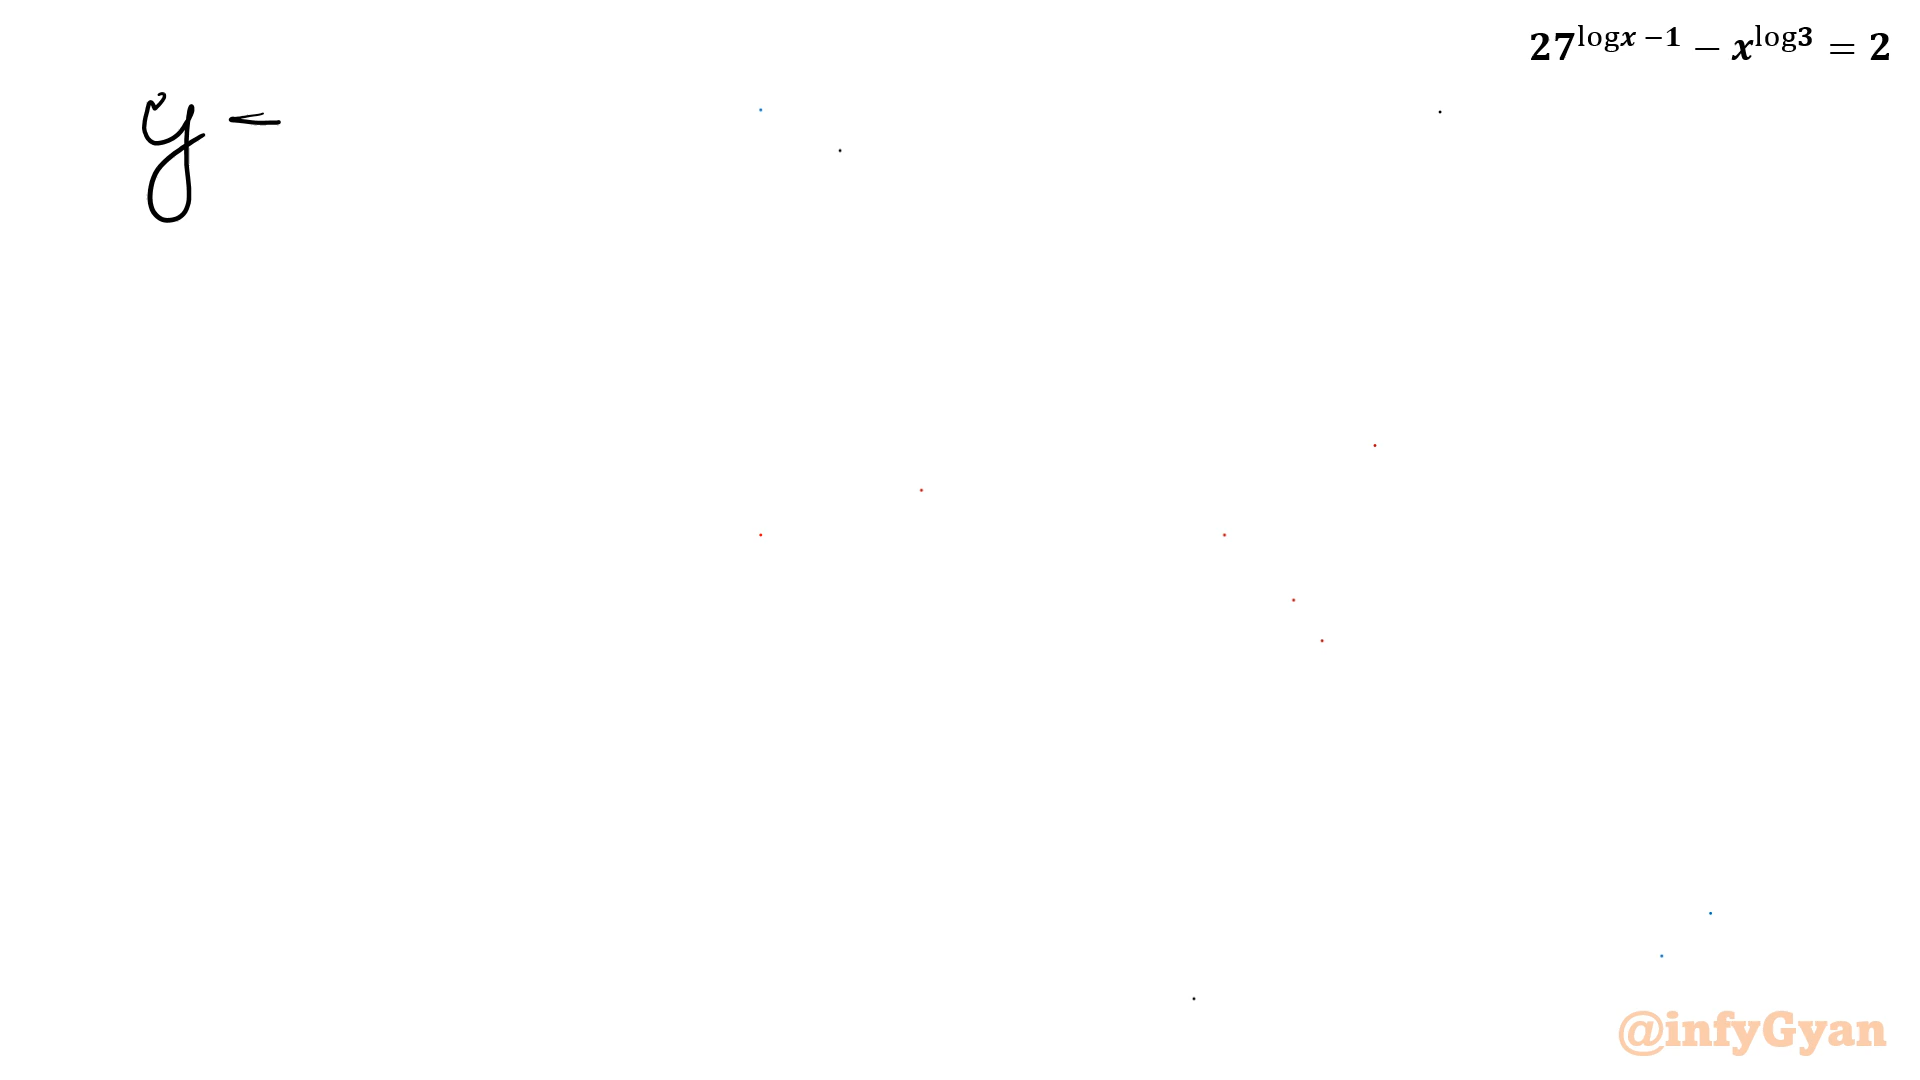 27^{log x − 1} − x^{log 3} = 2
y =
@infyGyan